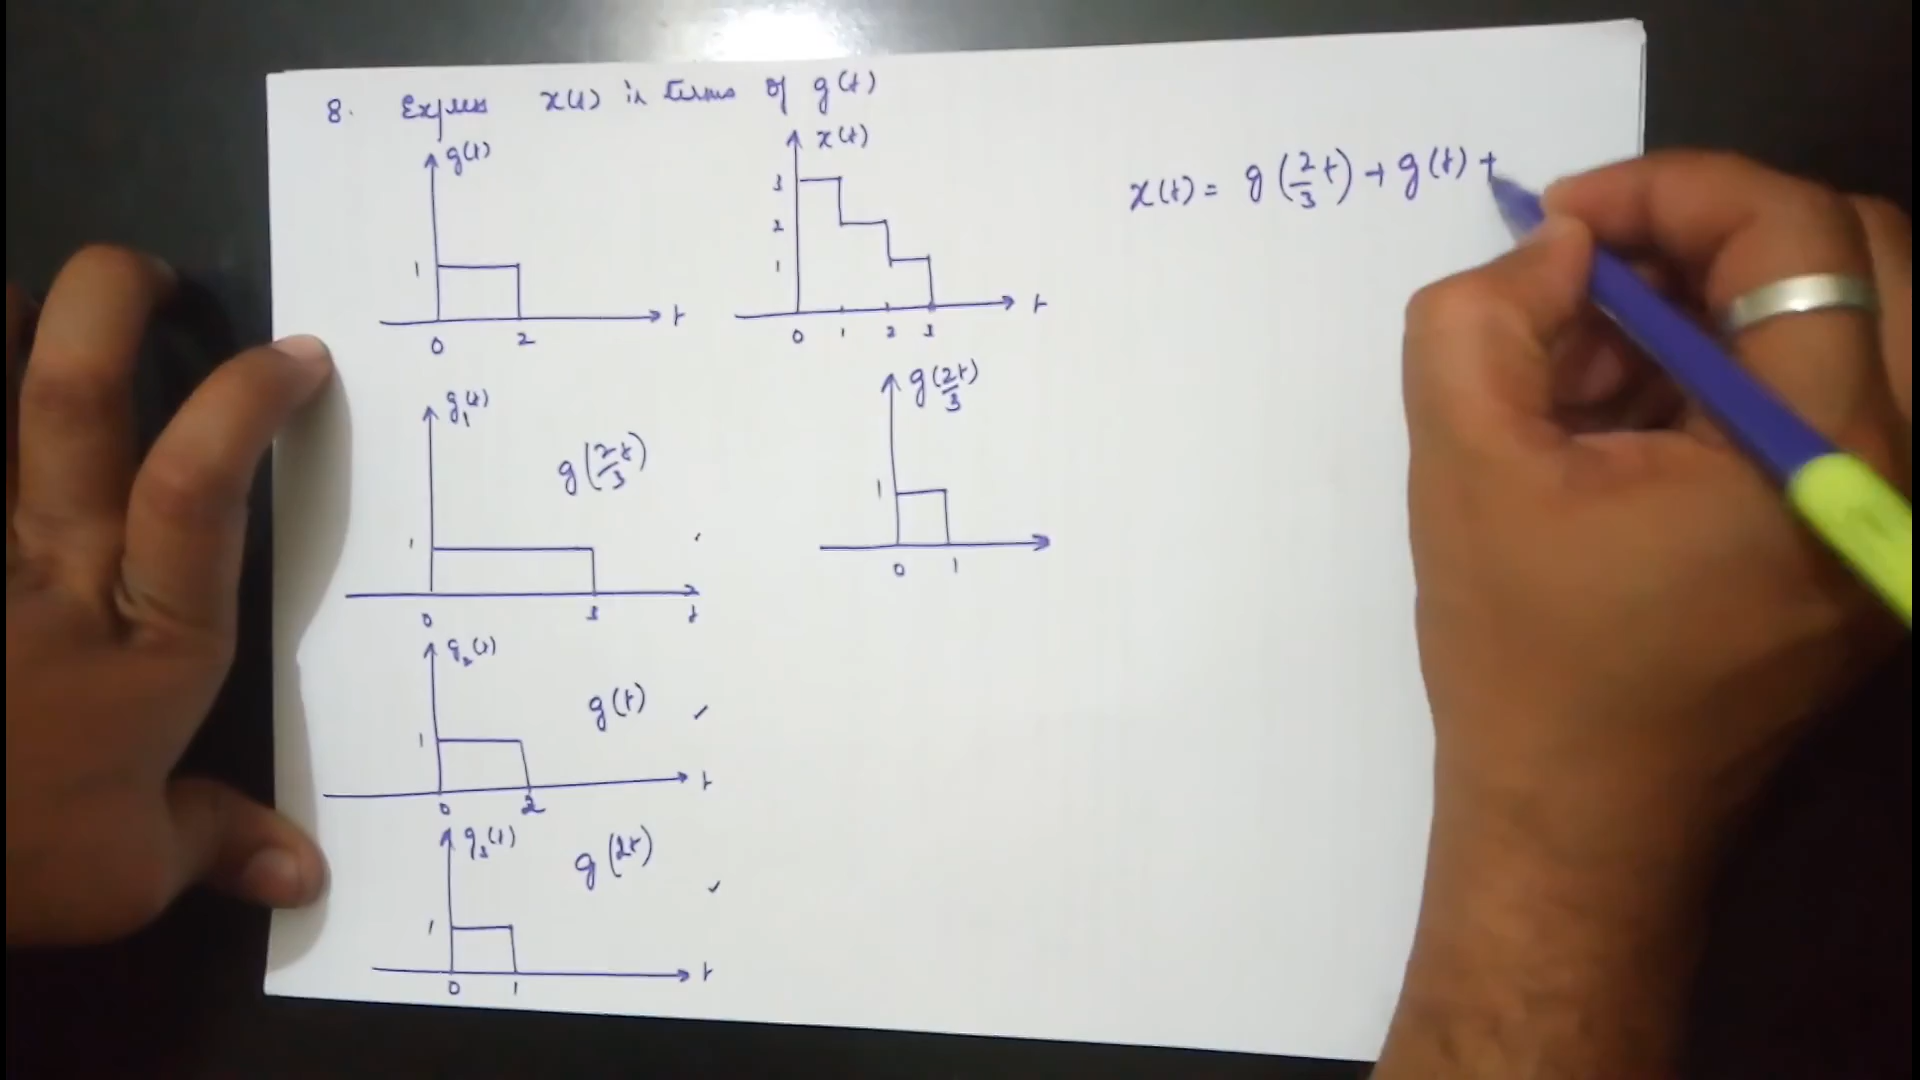 8. Express x(t) in terms of g(t)
g(t)
1
0 2 t
x(t)
3
2
1
0 1 2 3 t
x(t) = g(2/3 t) + g(t) +
g₁(t)
g(2t/3)
1
0 3 t
g(2t/3)
1
0 1
g₂(t)
g(t)
1
0 2 t
g₃(t)
g(2t)
1
0 1 t